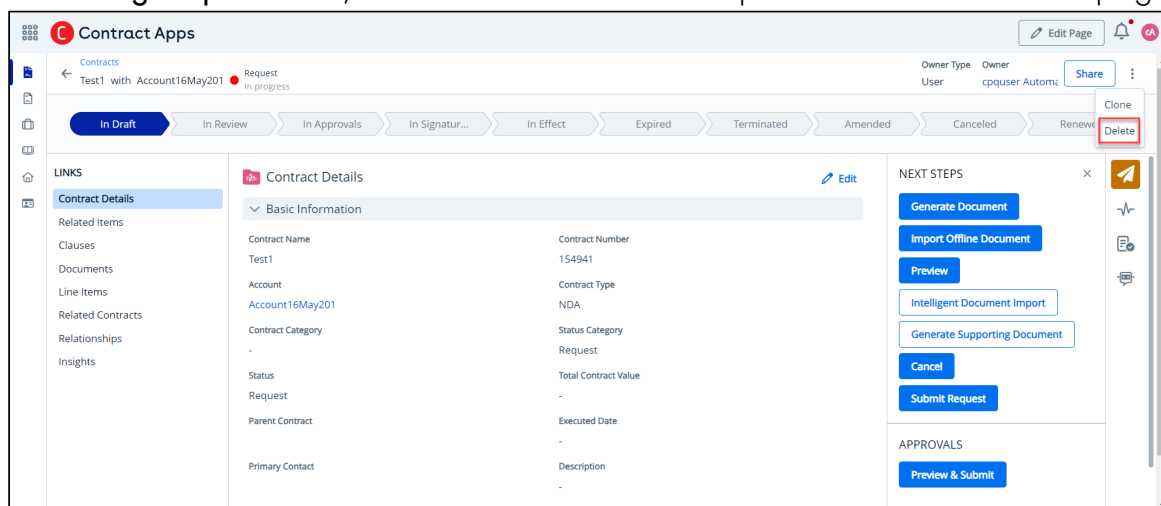 Contract Apps
Edit Page
CA
Contracts
Test1 with Account16May201
Request
In progress
Owner Type
User
Owner
cpquser Automa
Share
Clone
Delete
In Draft
In Review
In Approvals
In Signatur...
In Effect
Expired
Terminated
Amended
Canceled
Renewe
LINKS
Contract Details
Related Items
Clauses
Documents
Line Items
Related Contracts
Relationships
Insights
Contract Details
Edit
Basic Information
Contract Name
Test1
Contract Number
154941
Account
Account16May201
Contract Type
NDA
Contract Category
-
Status Category
Request
Status
Request
Total Contract Value
-
Parent Contract
Executed Date
-
Primary Contact
Description
-
NEXT STEPS
Generate Document
Import Offline Document
Preview
Intelligent Document Import
Generate Supporting Document
Cancel
Submit Request
APPROVALS
Preview & Submit